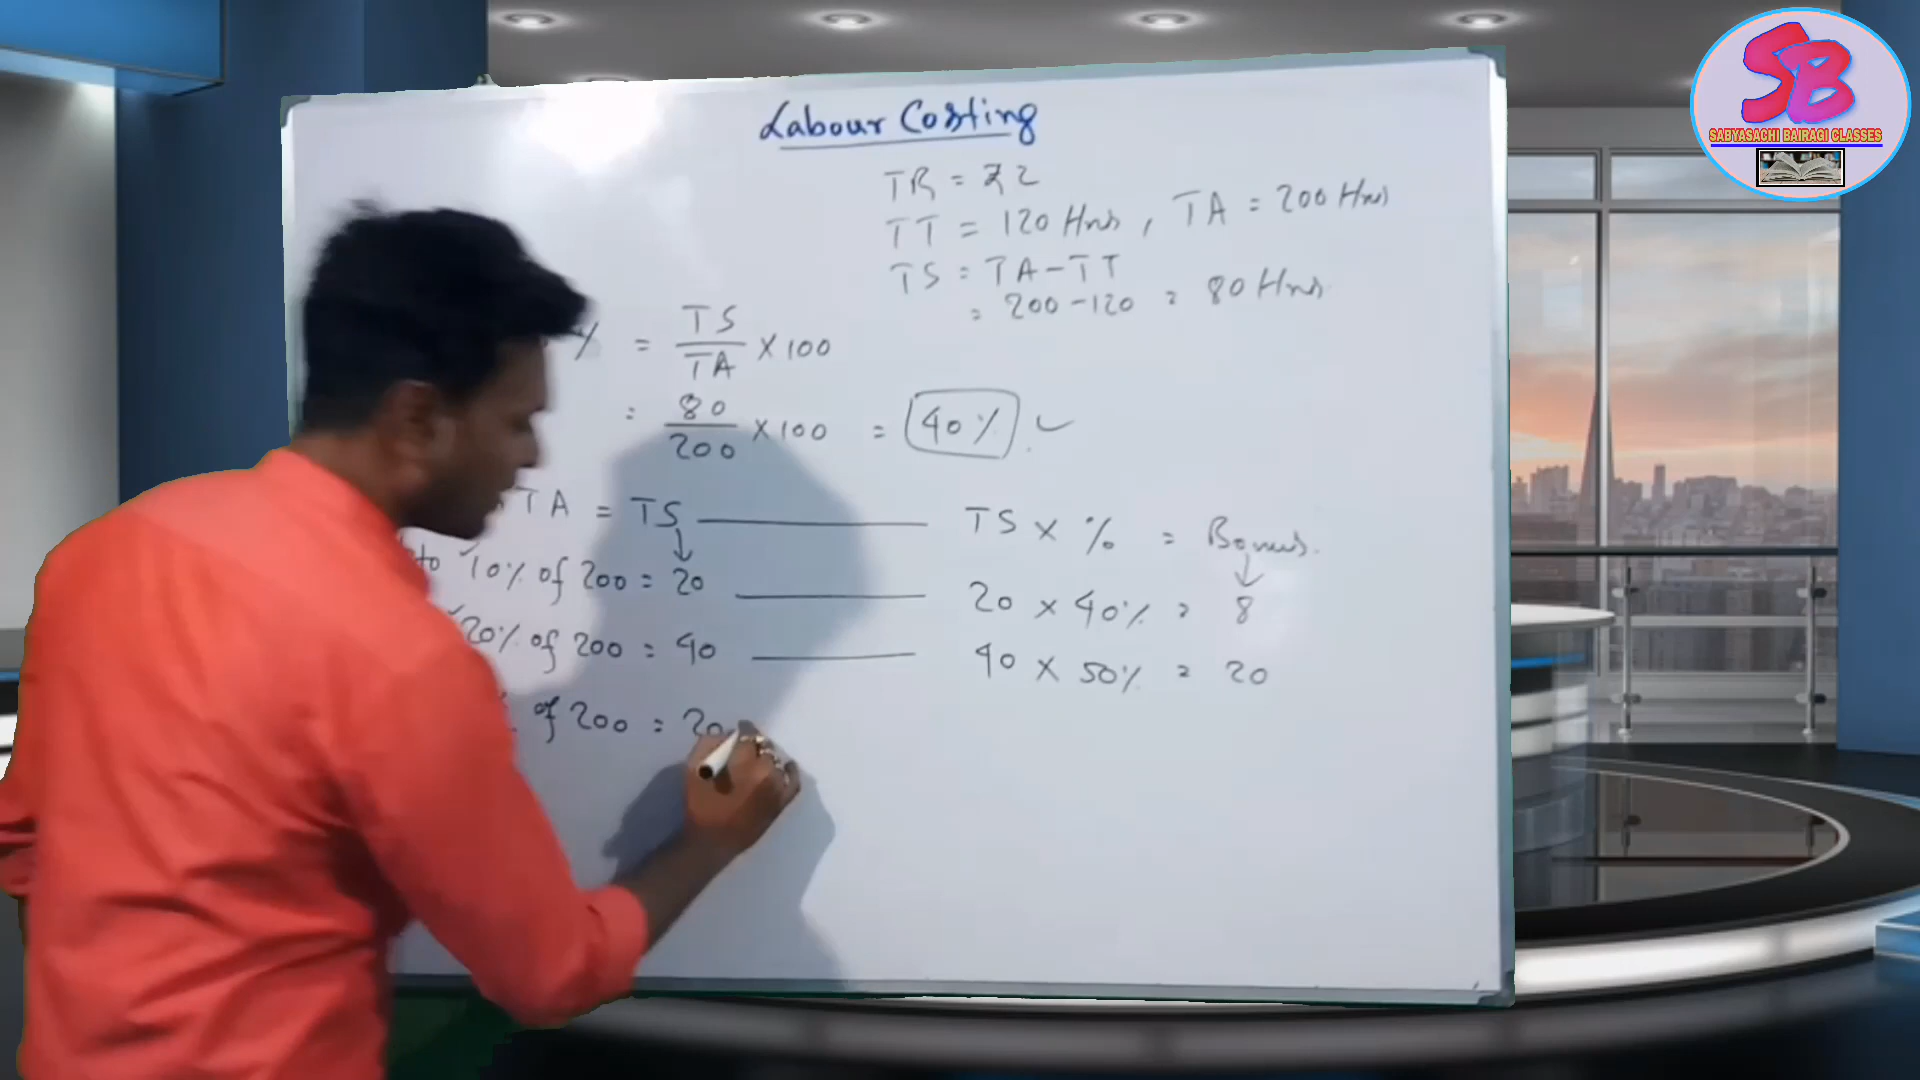 Labour Costing
TR = ₹2
TT = 120 Hrs, TA = 200 Hrs
TS = TA - TT
= 200 - 120 = 80 Hrs
% = TS/TA × 100
= 80/200 × 100 = 40%
TA = TS TS × % = Bonus.
to 10% of 200 = 20 20 × 40% = 8
20% of 200 = 40 40 × 50% = 20
of 200 = 20
SB
SABYASACHI BAIRAGI CLASSES